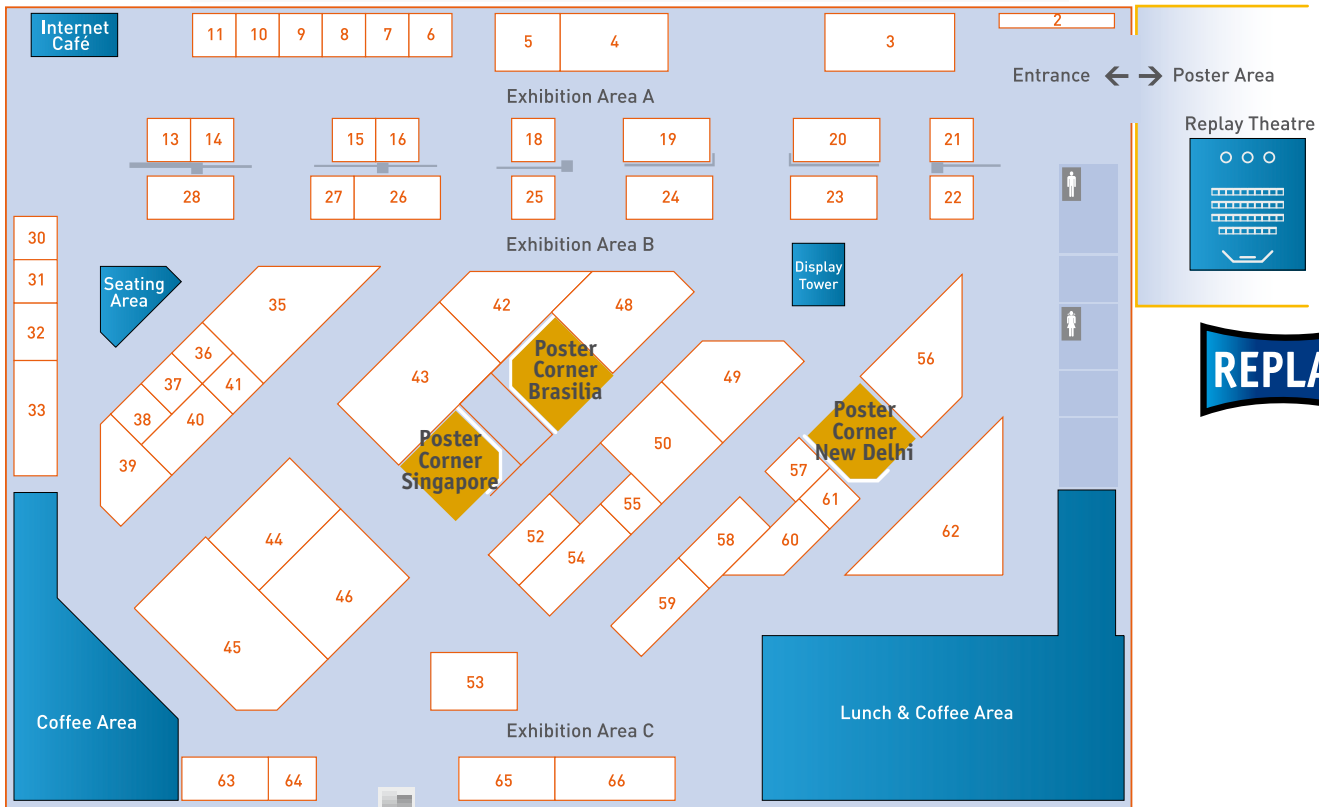 Internet
Café
11 10 9 8 7 6
5 4
3
2
Exhibition Area A
Entrance
Poster Area
Replay Theatre
13 14
15 16
18
19
20
21
28
27 26
25
24
23
22
Exhibition Area B
30
31
32
33
Seating
Area
Display
Tower
35
36
37
38
39
40
41
42
43
48
Poster
Corner
Brasilia
Poster
Corner
Singapore
49
50
56
Poster
Corner
New Delhi
REPLA
44
45
46
52
54
55
57
58
59
60
61
62
53
Coffee Area
Exhibition Area C
Lunch & Coffee Area
63 64
65 66